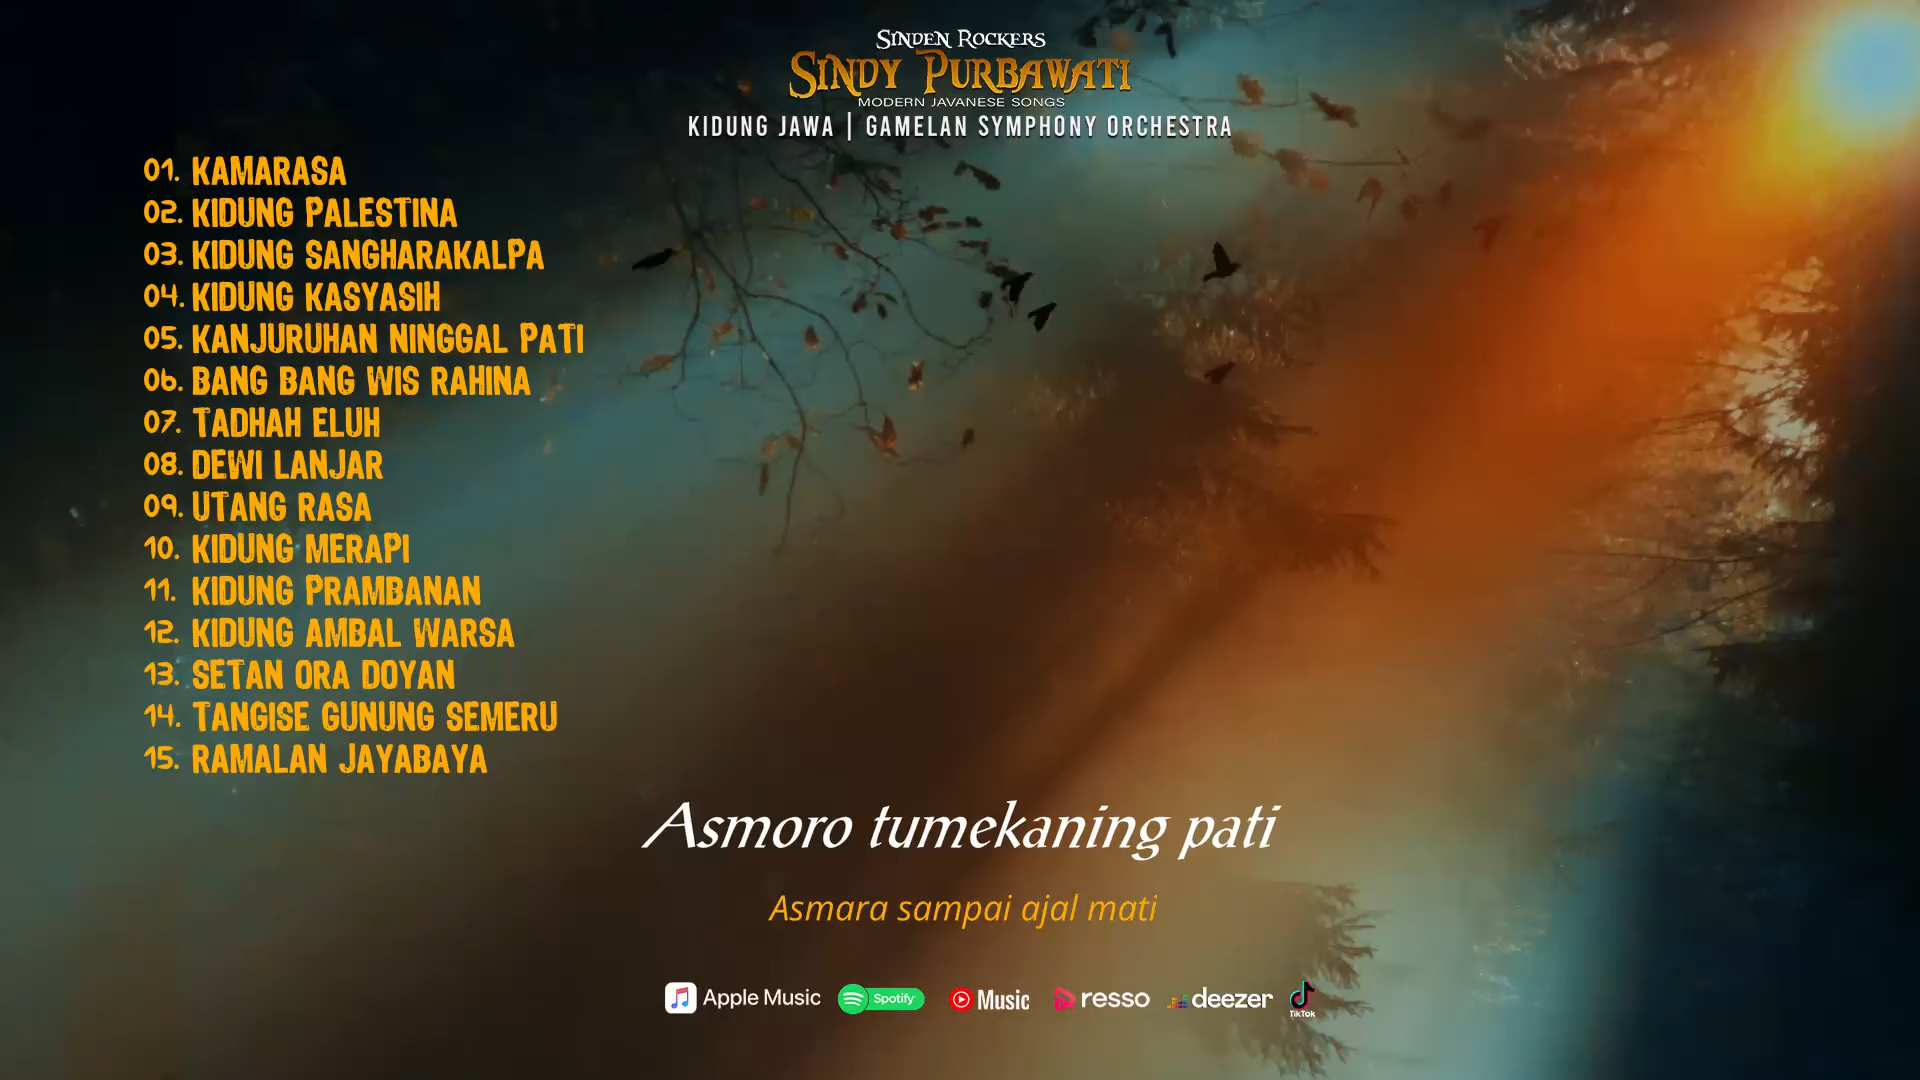 SINDEN ROCKERS
SINDY PURBAWATI
MODERN JAVANESE SONGS
KIDUNG JAWA | GAMELAN SYMPHONY ORCHESTRA
01. KAMARASA
02. KIDUNG PALESTINA
03. KIDUNG SANGHARAKALPA
04. KIDUNG KASYASIH
05. KANJURUHAN NINGGAL PATI
06. BANG BANG WIS RAHINA
07. TADHAH ELUH
08. DEWI LANJAR
09. UTANG RASA
10. KIDUNG MERAPI
11. KIDUNG PRAMBANAN
12. KIDUNG AMBAL WARSA
13. SETAN ORA DOYAN
14. TANGISE GUNUNG SEMERU
15. RAMALAN JAYABAYA
Asmoro tumekaning pati
Asmara sampai ajal mati
Apple Music Spotify Music resso deezer TikTok